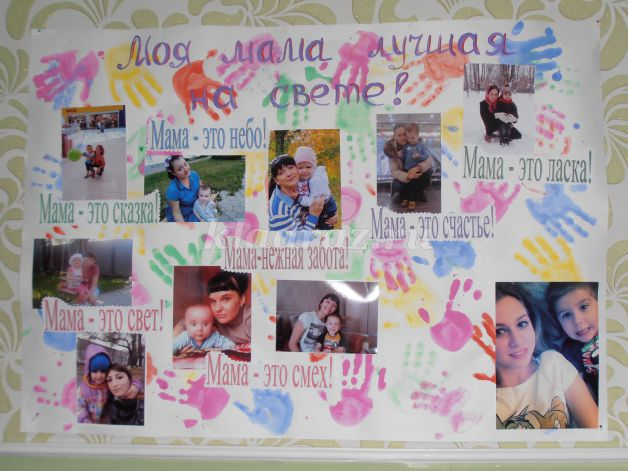 Моя мама лучшая
на свете!
Мама - это небо!
Мама - это ласка!
Мама - это сказка!
Мама - это счастье!
Мама-нежная забота!
Мама - это свет!
Мама - это смех!